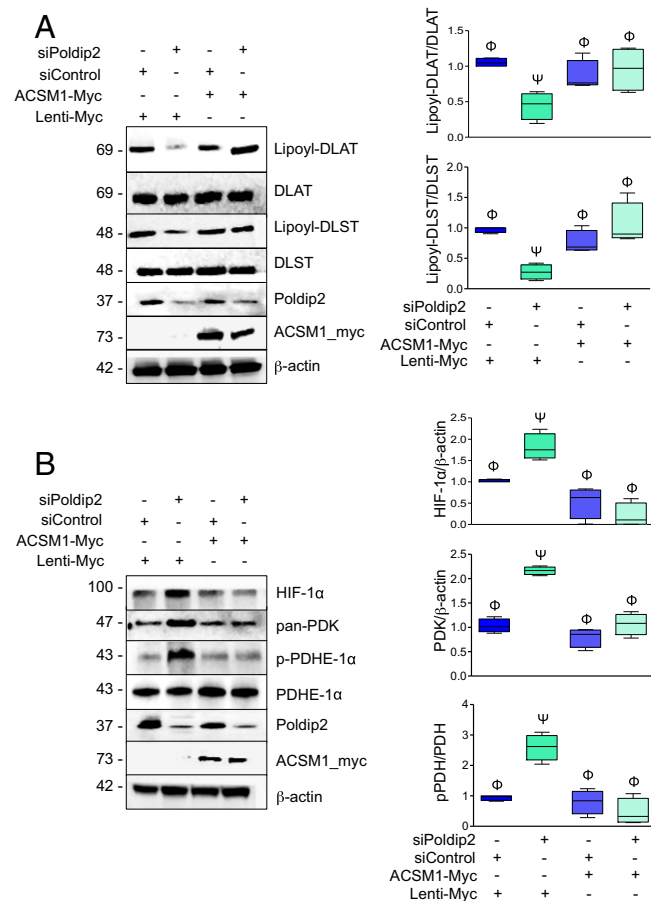 A
siPoldip2 - + - +
siControl + - + -
ACSM1-Myc - - + +
Lenti-Myc + + - -
69 - Lipoyl-DLAT
69 - DLAT
48 - Lipoyl-DLST
48 - DLST
37 - Poldip2
73 - ACSM1_myc
42 - β-actin
Lipoyl-DLAT/DLAT
1.5
1.0
0.5
0.0
Φ Ψ Φ Φ
Lipoyl-DLST/DLST
2.0
1.5
1.0
0.5
0.0
Φ Ψ Φ Φ
siPoldip2 - + - +
siControl + - + -
ACSM1-Myc - - + +
Lenti-Myc + + - -
B
siPoldip2 - + - +
siControl + - + -
ACSM1-Myc - - + +
Lenti-Myc + + - -
100 - HIF-1α
47 - pan-PDK
43 - p-PDHE-1α
43 - PDHE-1α
37 - Poldip2
73 - ACSM1_myc
42 - β-actin
HIF-1α/β-actin
2.5
2.0
1.5
1.0
0.5
0.0
Φ Ψ Φ Φ
PDK/β-actin
2.5
2.0
1.5
1.0
0.5
0.0
Φ Ψ Φ Φ
pPDH/PDH
4
3
2
1
0
Φ Ψ Φ Φ
siPoldip2 - + - +
siControl + - + -
ACSM1-Myc - - + +
Lenti-Myc + + - -